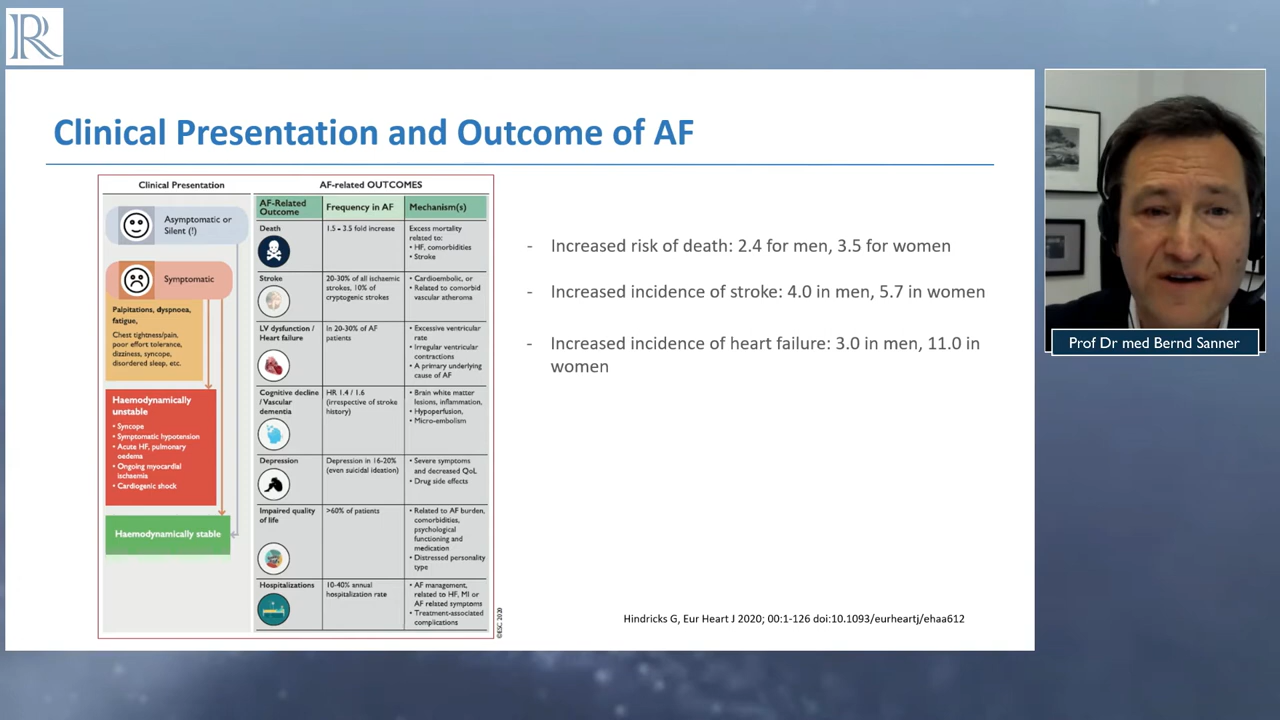 R
Clinical Presentation and Outcome of AF
Clinical Presentation
Asymptomatic or
Silent (!)
Symptomatic
Palpitations, dyspnoea,
fatigue,
Chest tightness/pain,
poor effort tolerance,
dizziness, syncope,
disordered sleep, etc.
Haemodynamically
unstable
• Syncope
• Symptomatic hypotension
• Acute HF, pulmonary
oedema
• Ongoing myocardial
ischaemia
• Cardiogenic shock
Haemodynamically stable
AF-related OUTCOMES
AF-Related
Outcome
Frequency in AF
Mechanism(s)
Death
1.5 - 3.5 fold increase
Excess mortality
related to:
• HF, comorbidities
• Stroke
Stroke
20-30% of all ischaemic
strokes, 10% of
cryptogenic strokes
• Cardioembolic, or
• Related to comorbid
vascular atheroma
LV dysfunction /
Heart failure
In 20-30% of AF
patients
• Excessive ventricular
rate
• Irregular ventricular
contractions
• A primary underlying
cause of AF
Cognitive decline
/ Vascular
dementia
HR 1.4 / 1.6
(irrespective of stroke
history)
• Brain white matter
lesions, inflammation,
• Hypoperfusion,
• Micro-embolism
Depression
Depression in 16-20%
(even suicidal ideation)
• Severe symptoms
and decreased QoL
• Drug side effects
Impaired quality
of life
>60% of patients
• Related to AF burden,
comorbidities,
psychological
functioning and
medication
• Distressed personality
type
Hospitalizations
10-40% annual
hospitalization rate
• AF management,
related to HF, MI or
AF related symptoms
• Treatment-associated
complications
©ESC 2020
- Increased risk of death: 2.4 for men, 3.5 for women
- Increased incidence of stroke: 4.0 in men, 5.7 in women
- Increased incidence of heart failure: 3.0 in men, 11.0 in
women
Hindricks G, Eur Heart J 2020; 00:1-126 doi:10.1093/eurheartj/ehaa612
Prof Dr med Bernd Sanner